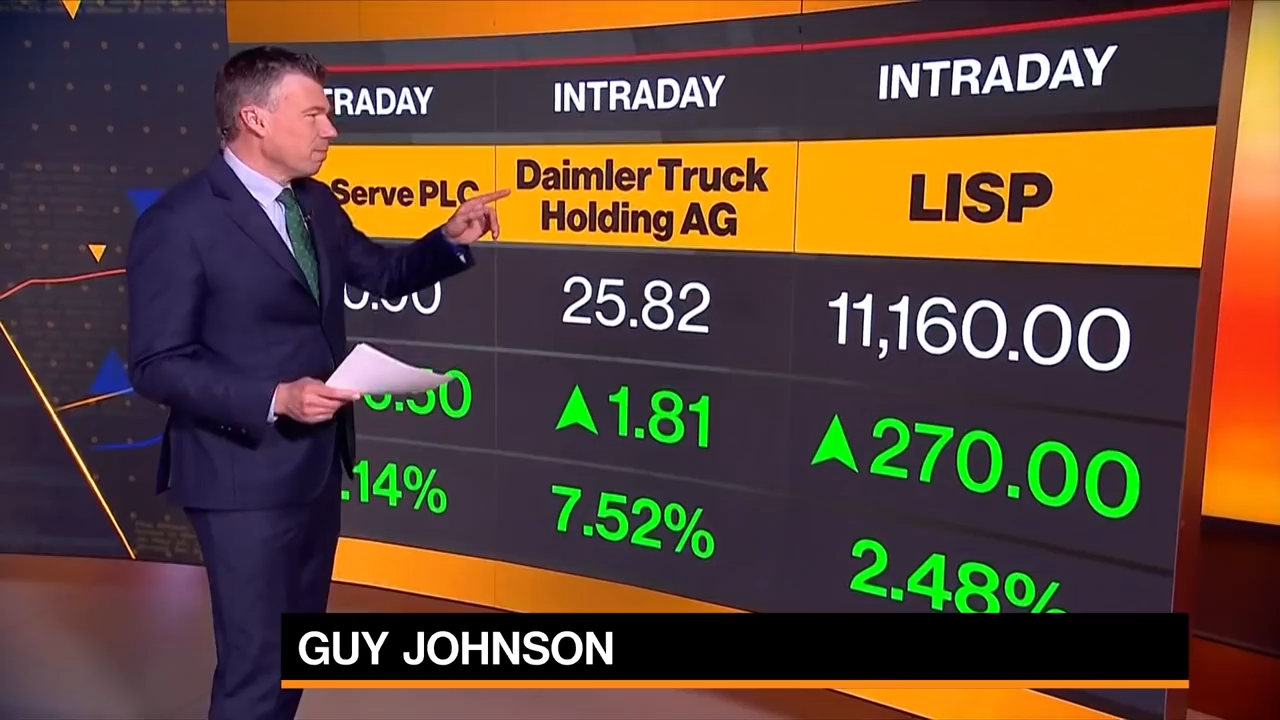 INTRADAY
INTRADAY
Serve PLC
Daimler Truck
Holding AG
LISP
25.82
11,160.00
▲1.81
▲270.00
.14%
7.52%
2.48%
GUY JOHNSON